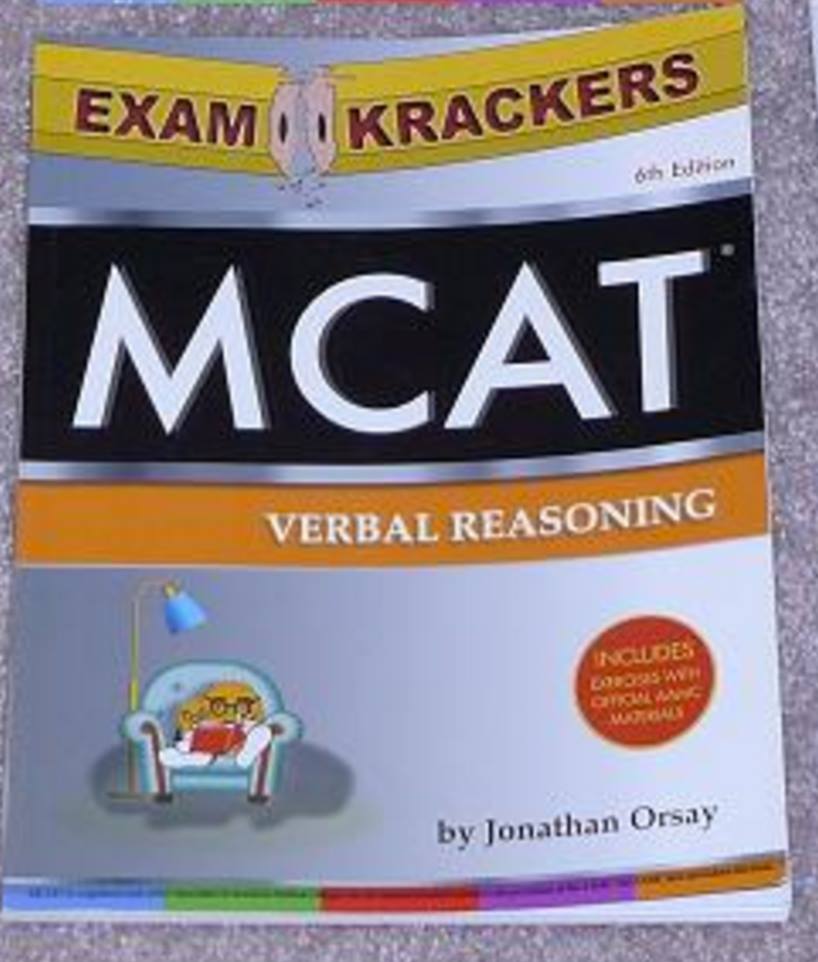 EXAM KRACKERS
6th Edition
MCAT®
VERBAL REASONING
INCLUDES
EXERCISES WITH
OFFICIAL AAMC
MATERIALS
by Jonathan Orsay